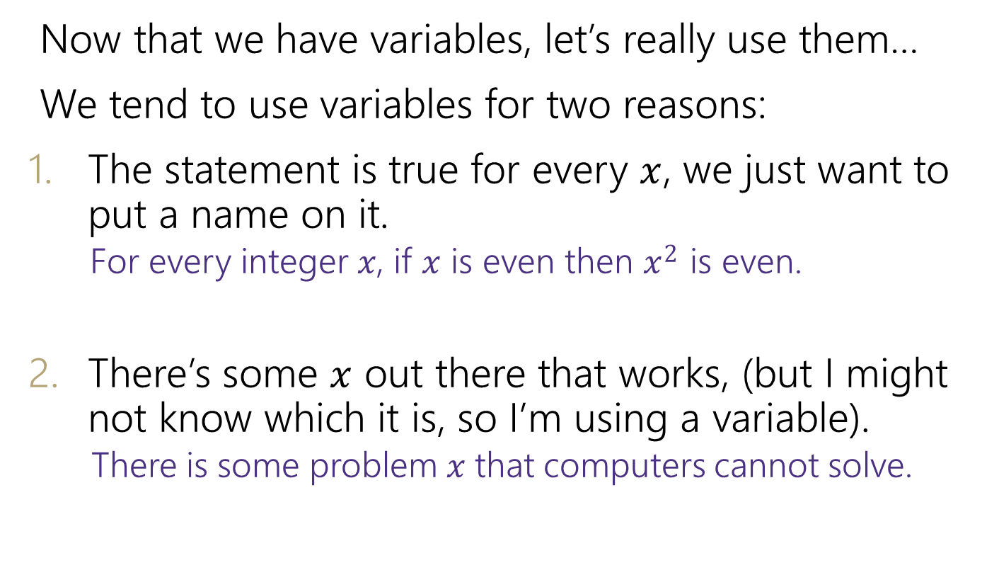 Now that we have variables, let’s really use them…
We tend to use variables for two reasons:
1. The statement is true for every 𝑥, we just want to
put a name on it.
For every integer 𝑥, if 𝑥 is even then 𝑥² is even.
2. There’s some 𝑥 out there that works, (but I might
not know which it is, so I’m using a variable).
There is some problem 𝑥 that computers cannot solve.